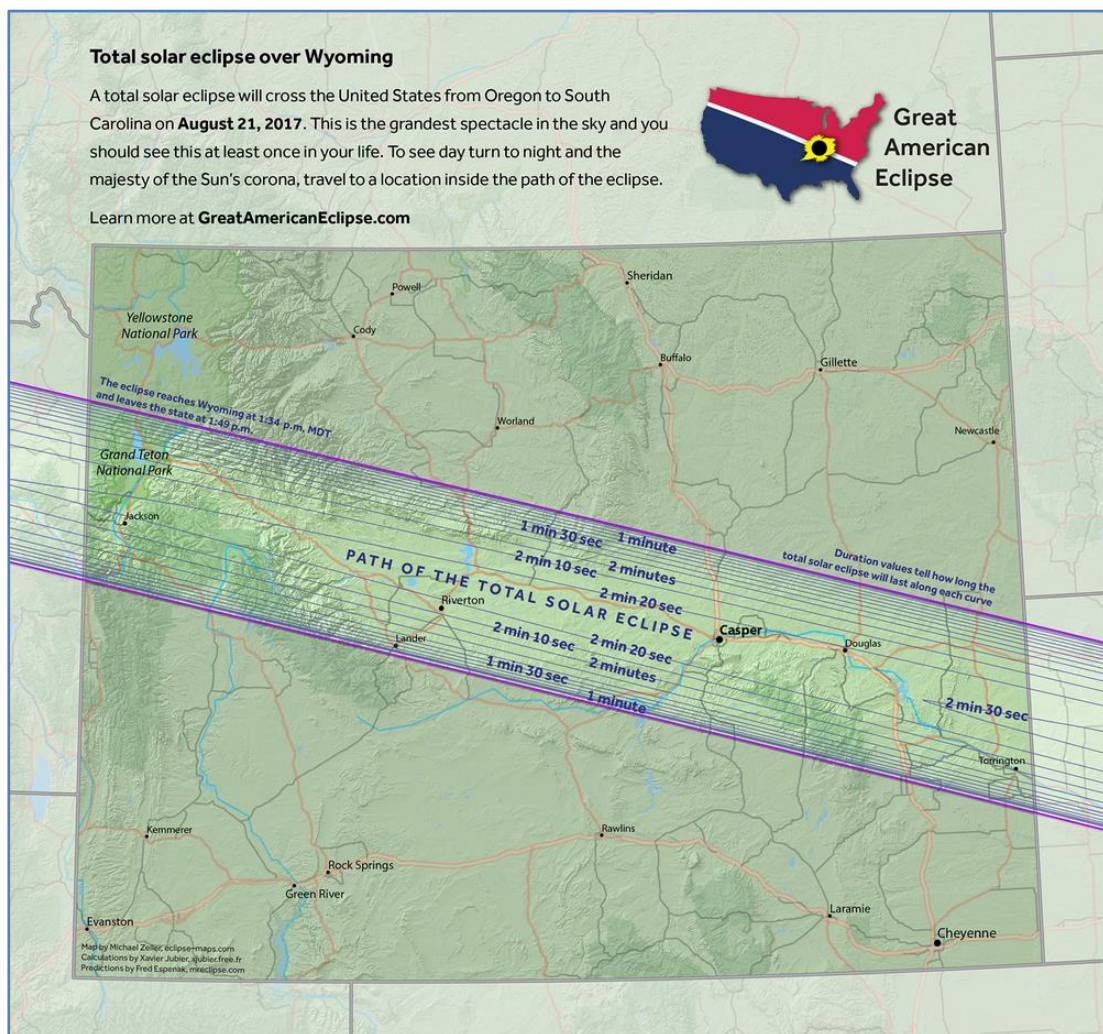 Total solar eclipse over Wyoming
A total solar eclipse will cross the United States from Oregon to South
Carolina on August 21, 2017. This is the grandest spectacle in the sky and you
should see this at least once in your life. To see day turn to night and the
majesty of the Sun's corona, travel to a location inside the path of the eclipse.
Learn more at GreatAmericanEclipse.com
Great
American
Eclipse
Sheridan
Powell
Yellowstone
National Park
Cody
Buffalo
Gillette
The eclipse reaches Wyoming at 1:34 p.m. MDT
and leaves the state at 1:49 p.m.
Worland
Newcastle
Grand Teton
National Park
Jackson
1 min 30 sec
1 minute
Duration values tell how long the
total solar eclipse will last along each curve
2 min 10 sec
2 minutes
PATH OF THE TOTAL SOLAR ECLIPSE
2 min 20 sec
Riverton
Casper
Lander
2 min 10 sec
2 min 20 sec
Douglas
1 min 30 sec
2 minutes
1 minute
2 min 30 sec
Torrington
Kemmerer
Rawlins
Rock Springs
Green River
Laramie
Evanston
Cheyenne
Map by Michael Zeiler, eclipse-maps.com
Calculations by Xavier Jubier, xjubier.free.fr
Predictions by Fred Espenak, mreclipse.com